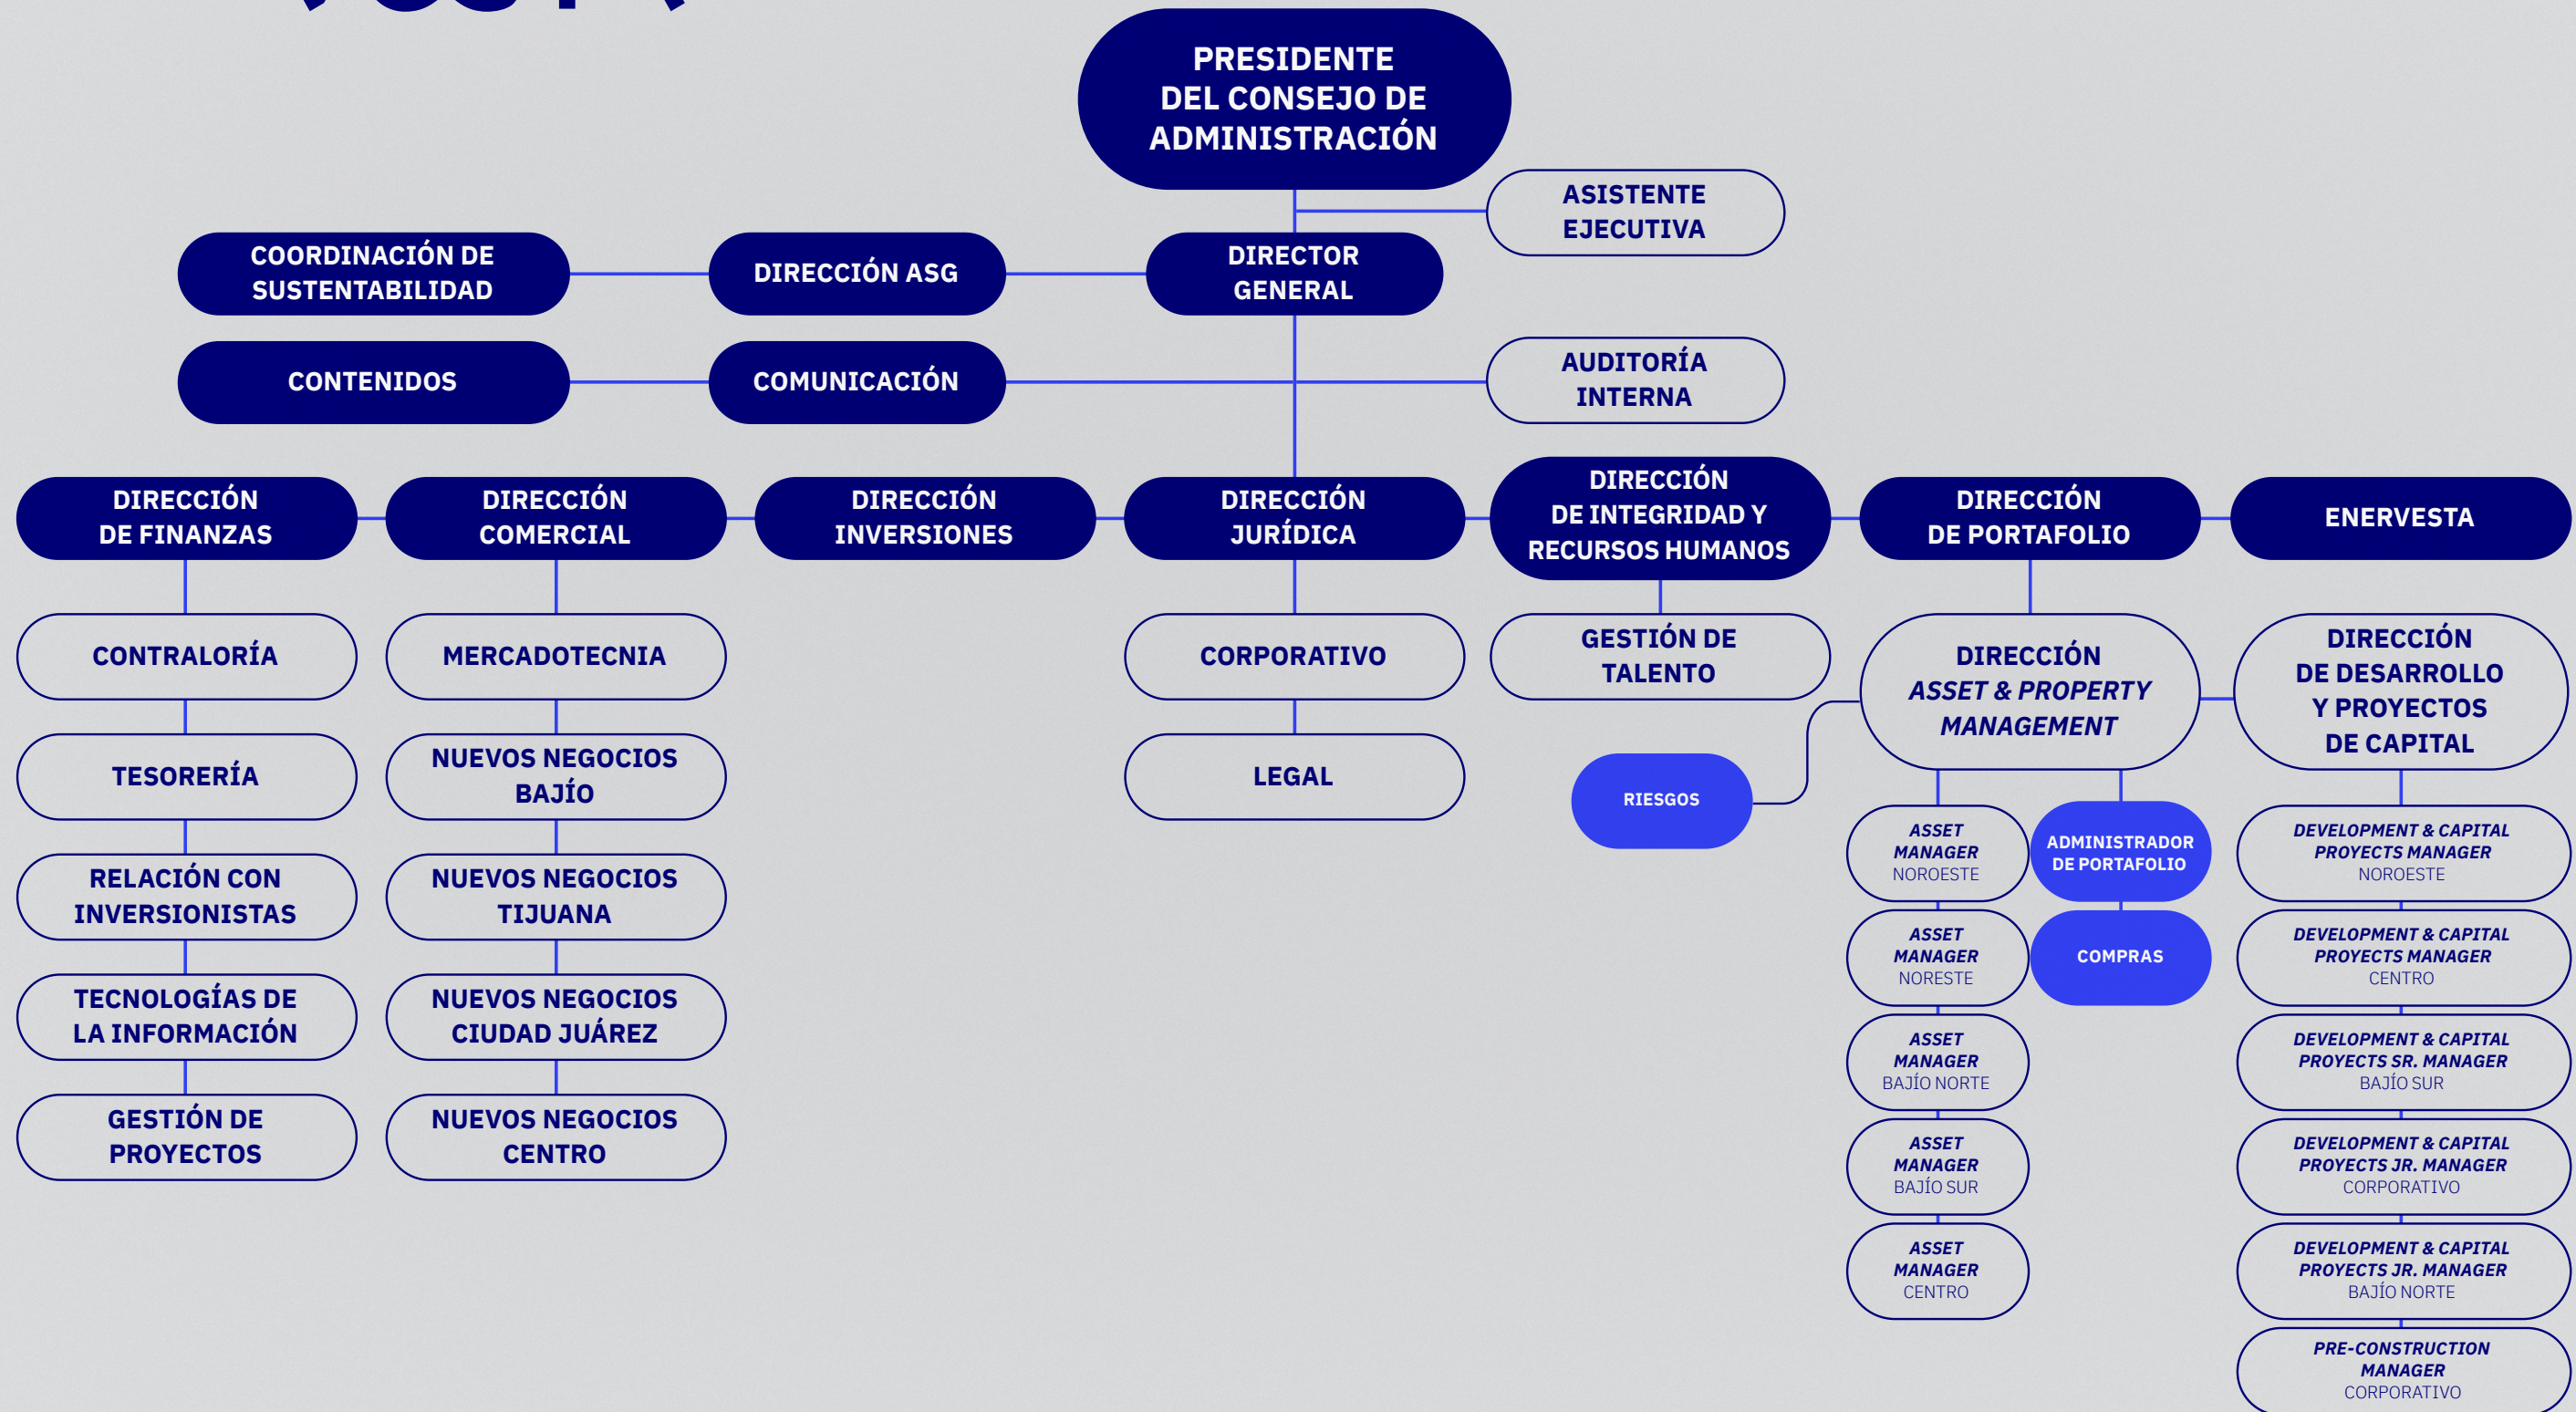 PRESIDENTE
DEL CONSEJO DE
ADMINISTRACIÓN
ASISTENTE
EJECUTIVA
COORDINACIÓN DE
SUSTENTABILIDAD
DIRECCIÓN ASG
DIRECTOR
GENERAL
CONTENIDOS
COMUNICACIÓN
AUDITORÍA
INTERNA
DIRECCIÓN
DE FINANZAS
DIRECCIÓN
COMERCIAL
DIRECCIÓN
INVERSIONES
DIRECCIÓN
JURÍDICA
DIRECCIÓN
DE INTEGRIDAD Y
RECURSOS HUMANOS
DIRECCIÓN
DE PORTAFOLIO
ENERVESTA
CONTRALORÍA
TESORERÍA
RELACIÓN CON
INVERSIONISTAS
TECNOLOGÍAS DE
LA INFORMACIÓN
GESTIÓN DE
PROYECTOS
MERCADOTECNIA
NUEVOS NEGOCIOS
BAJÍO
NUEVOS NEGOCIOS
TIJUANA
NUEVOS NEGOCIOS
CIUDAD JUÁREZ
NUEVOS NEGOCIOS
CENTRO
CORPORATIVO
LEGAL
GESTIÓN DE
TALENTO
RIESGOS
DIRECCIÓN
ASSET & PROPERTY
MANAGEMENT
ASSET
MANAGER
NOROESTE
ASSET
MANAGER
NORESTE
ASSET
MANAGER
BAJÍO NORTE
ASSET
MANAGER
BAJÍO SUR
ASSET
MANAGER
CENTRO
ADMINISTRADOR
DE PORTAFOLIO
COMPRAS
DIRECCIÓN
DE DESARROLLO
Y PROYECTOS
DE CAPITAL
DEVELOPMENT & CAPITAL
PROYECTS MANAGER
NOROESTE
DEVELOPMENT & CAPITAL
PROYECTS MANAGER
CENTRO
DEVELOPMENT & CAPITAL
PROYECTS SR. MANAGER
BAJÍO SUR
DEVELOPMENT & CAPITAL
PROYECTS JR. MANAGER
CORPORATIVO
DEVELOPMENT & CAPITAL
PROYECTS JR. MANAGER
BAJÍO NORTE
PRE-CONSTRUCTION
MANAGER
CORPORATIVO